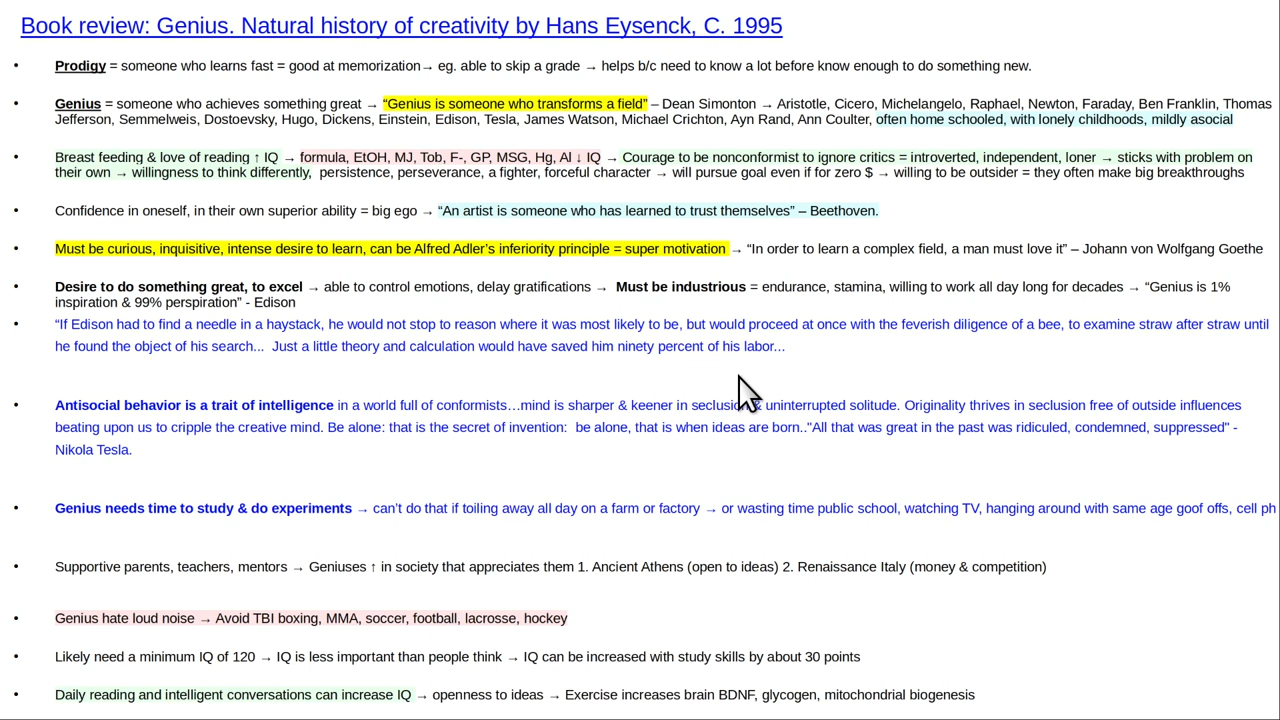 Book review: Genius. Natural history of creativity by Hans Eysenck, C. 1995
• Prodigy = someone who learns fast = good at memorization→ eg. able to skip a grade → helps b/c need to know a lot before know enough to do something new.
• Genius = someone who achieves something great → “Genius is someone who transforms a field” – Dean Simonton → Aristotle, Cicero, Michelangelo, Raphael, Newton, Faraday, Ben Franklin, Thomas
Jefferson, Semmelweis, Dostoevsky, Hugo, Dickens, Einstein, Edison, Tesla, James Watson, Michael Crichton, Ayn Rand, Ann Coulter, often home schooled, with lonely childhoods, mildly asocial
• Breast feeding & love of reading ↑ IQ → formula, EtOH, MJ, Tob, F-, GP, MSG, Hg, Al ↓ IQ → Courage to be nonconformist to ignore critics = introverted, independent, loner → sticks with problem on
their own → willingness to think differently, persistence, perseverance, a fighter, forceful character → will pursue goal even if for zero $ → willing to be outsider = they often make big breakthroughs
• Confidence in oneself, in their own superior ability = big ego → “An artist is someone who has learned to trust themselves” – Beethoven.
• Must be curious, inquisitive, intense desire to learn, can be Alfred Adler’s inferiority principle = super motivation → “In order to learn a complex field, a man must love it” – Johann von Wolfgang Goethe
• Desire to do something great, to excel → able to control emotions, delay gratifications → Must be industrious = endurance, stamina, willing to work all day long for decades → “Genius is 1%
inspiration & 99% perspiration” - Edison
• “If Edison had to find a needle in a haystack, he would not stop to reason where it was most likely to be, but would proceed at once with the feverish diligence of a bee, to examine straw after straw until
he found the object of his search... Just a little theory and calculation would have saved him ninety percent of his labor...
• Antisocial behavior is a trait of intelligence in a world full of conformists…mind is sharper & keener in seclusion & uninterrupted solitude. Originality thrives in seclusion free of outside influences
beating upon us to cripple the creative mind. Be alone: that is the secret of invention: be alone, that is when ideas are born.."All that was great in the past was ridiculed, condemned, suppressed" -
Nikola Tesla.
• Genius needs time to study & do experiments → can’t do that if toiling away all day on a farm or factory → or wasting time public school, watching TV, hanging around with same age goof offs, cell ph
• Supportive parents, teachers, mentors → Geniuses ↑ in society that appreciates them 1. Ancient Athens (open to ideas) 2. Renaissance Italy (money & competition)
• Genius hate loud noise → Avoid TBI boxing, MMA, soccer, football, lacrosse, hockey
• Likely need a minimum IQ of 120 → IQ is less important than people think → IQ can be increased with study skills by about 30 points
• Daily reading and intelligent conversations can increase IQ → openness to ideas → Exercise increases brain BDNF, glycogen, mitochondrial biogenesis